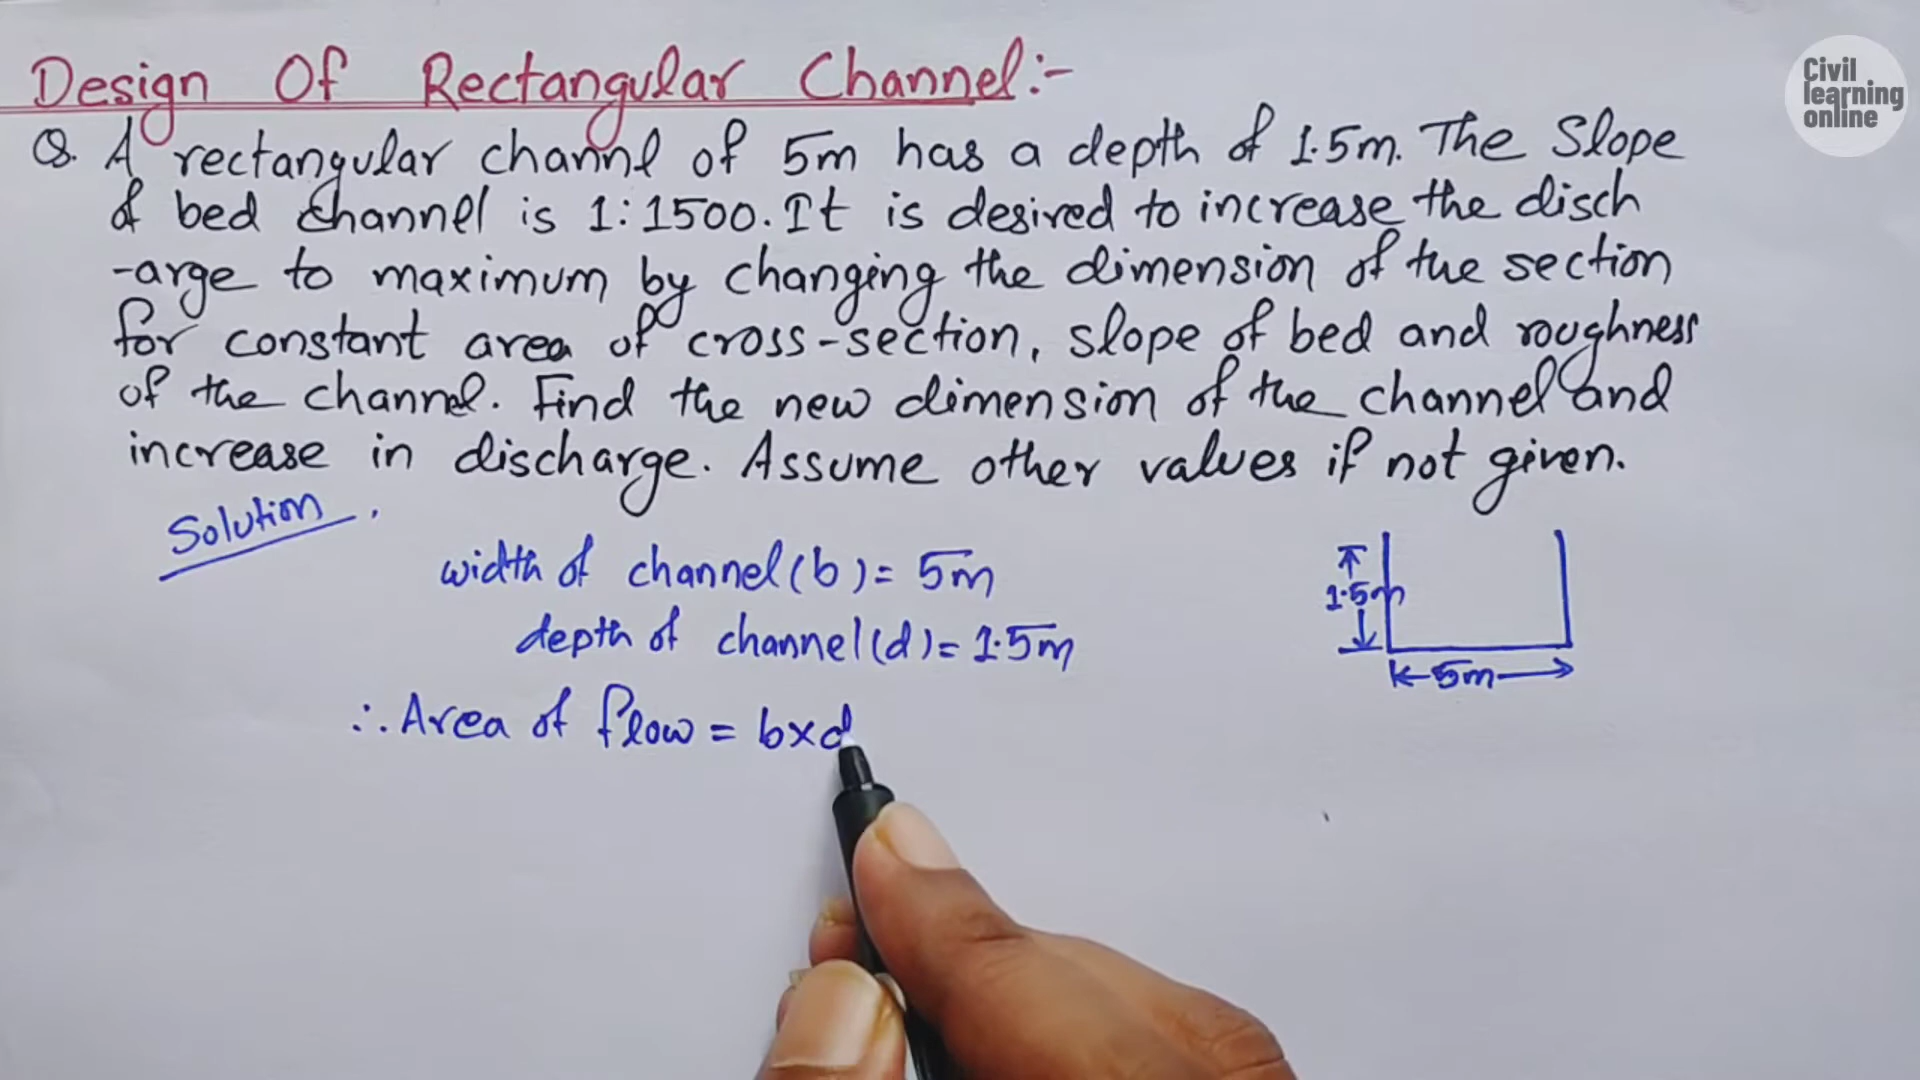 Design Of Rectangular Channel:-
Civil
learning
online
Q. A rectangular channl of 5m has a depth of 1.5m. The Slope
of bed channel is 1:1500. It is desired to increase the disch
-arge to maximum by changing the dimension of the section
for constant area of cross-section, slope of bed and roughness
of the channel. Find the new dimension of the channel and
increase in discharge. Assume other values if not given.
Solution.
width of channel(b) = 5m
depth of channel(d) = 1.5m
∴ Area of flow = b×d
1.5m
5m